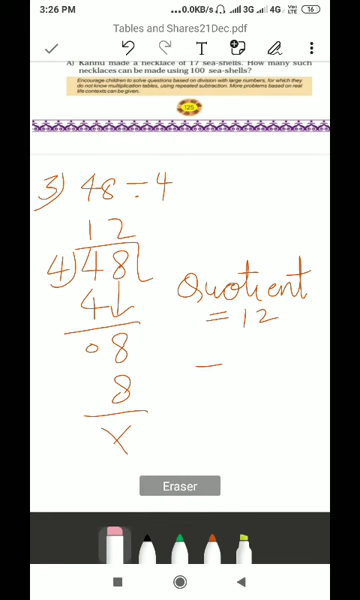 3:26 PM ...0.0KB/s 3G 4G 16
Tables and Shares21Dec.pdf
T
A) Kannu made a necklace of 17 sea-shells. How many such
necklaces can be made using 100 sea-shells?
Encourage children to solve questions based on division with large numbers, for which they
do not know multiplication tables, using repeated subtraction. More problems based on real
life contexts can be given.
125
3) 48 ÷ 4
12
4) 48
4↓
08
8
x
Quotient
= 12
—
Eraser